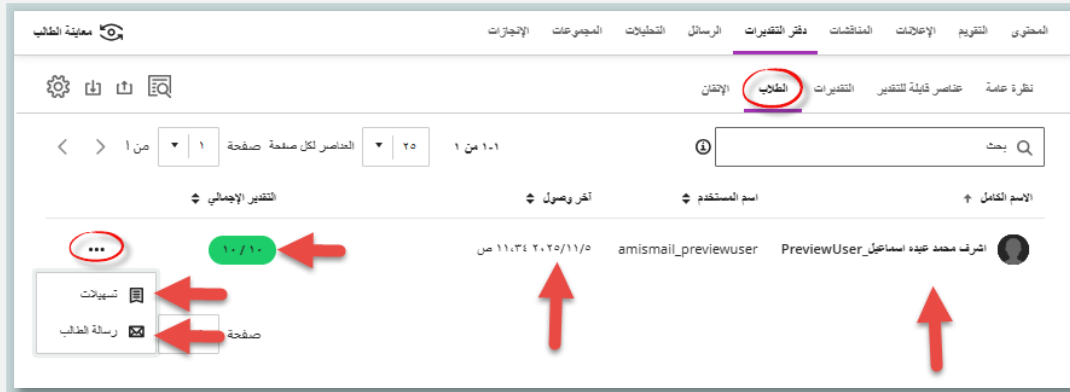 المحتوى التقويم الإعلانات المناقشات دفتر التقديرات الرسائل التحليلات المجموعات الإنجازات معاينة الطالب
نظرة عامة عناصر قابلة للتقدير التقديرات الطلاب الإتقان
بحث ١-١ من ١ ٢٥ العناصر لكل صفحة صفحة ١ من ١
الاسم الكامل اسم المستخدم آخر وصول التقدير الإجمالي
اشرف محمد عبده اسماعيل_PreviewUser amismail_previewuser ٢٠٢٥/١١/٥ ١١،٣٤ ص ١٠ / ١٠
تسهيلات
رسالة الطالب
صفحة